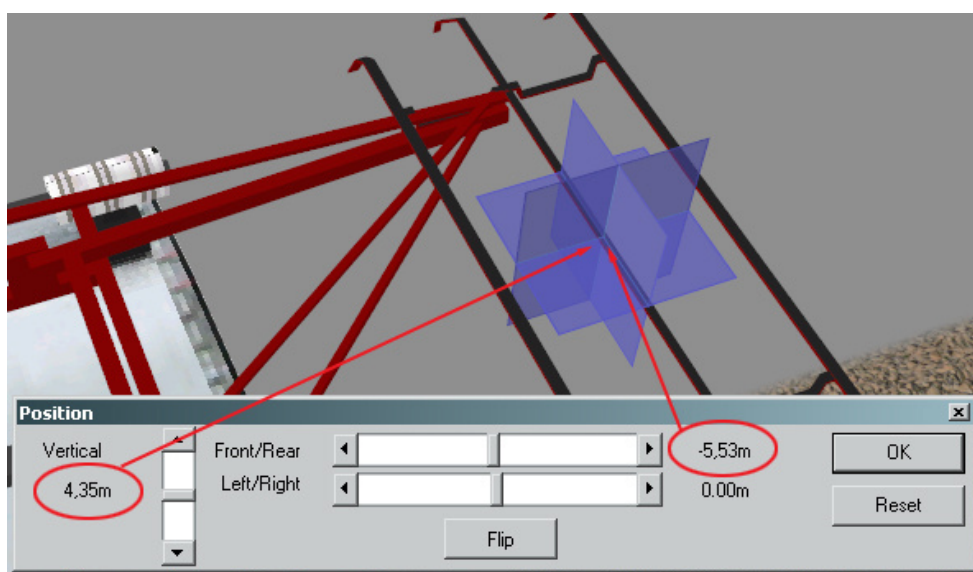 Position
Vertical
4,35m
Front/Rear
-5,53m
Left/Right
0.00m
OK
Reset
Flip